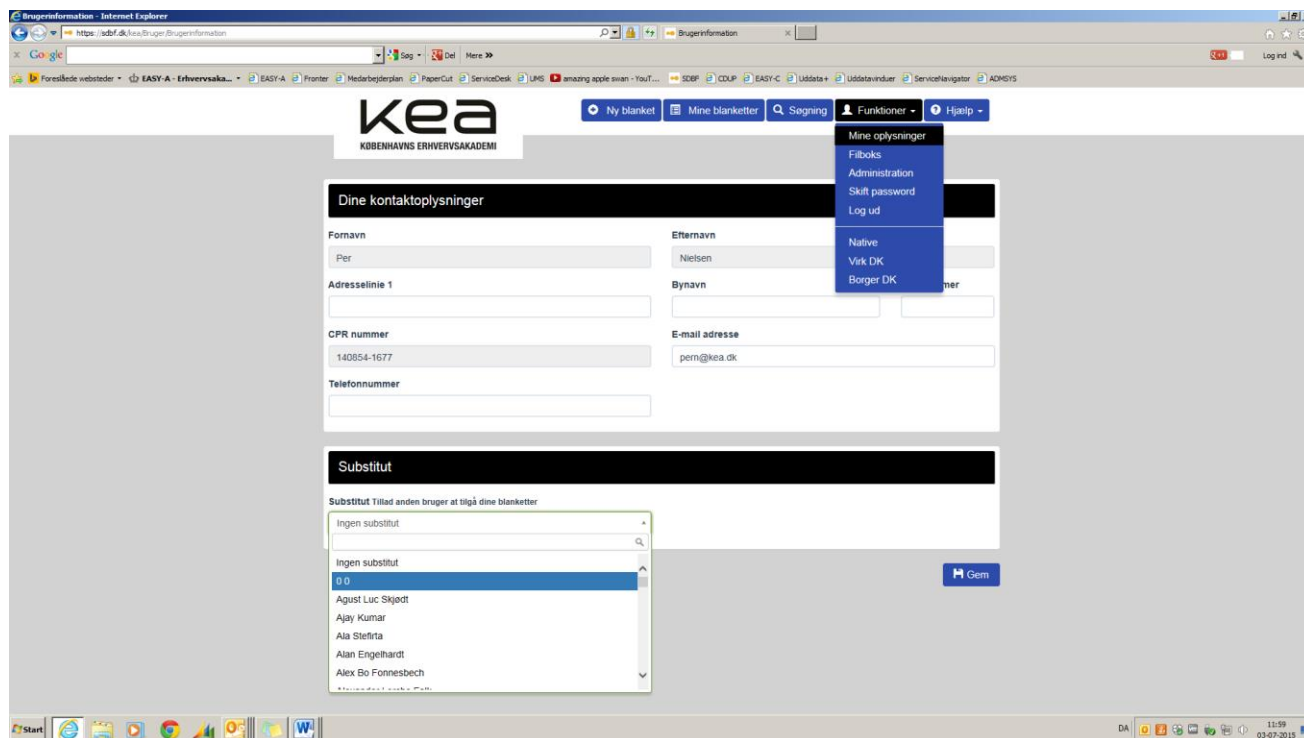 Brugerinformation - Internet Explorer
https://sdbf.dk/kea/Bruger/Brugerinformation
Brugerinformation
Google
Søg
Del
Mere »
Log ind
Foreslåede websteder
EASY-A - Erhvervsaka...
EASY-A
Fronter
Medarbejderplan
PaperCut
ServiceDesk
UMS
amazing apple swan - YouT...
SDBF
CDUP
EASY-C
Uddata+
Uddatavinduer
ServiceNavigator
ADMSYS
kea
KØBENHAVNS ERHVERVSAKADEMI
Ny blanket
Mine blanketter
Søgning
Funktioner
Hjælp
Mine oplysninger
Filboks
Administration
Skift password
Log ud
Native
Virk DK
Borger DK
Dine kontaktoplysninger
Fornavn
Efternavn
Per
Nielsen
Adresselinie 1
Bynavn
mer
CPR nummer
E-mail adresse
140854-1677
pern@kea.dk
Telefonnummer
Substitut
Substitut Tillad anden bruger at tilgå dine blanketter
Ingen substitut
Ingen substitut
0 0
Agust Luc Skjødt
Ajay Kumar
Ala Stefirta
Alan Engelhardt
Alex Bo Fonnesbech
Gem
Start
DA
11:59
03-07-2015